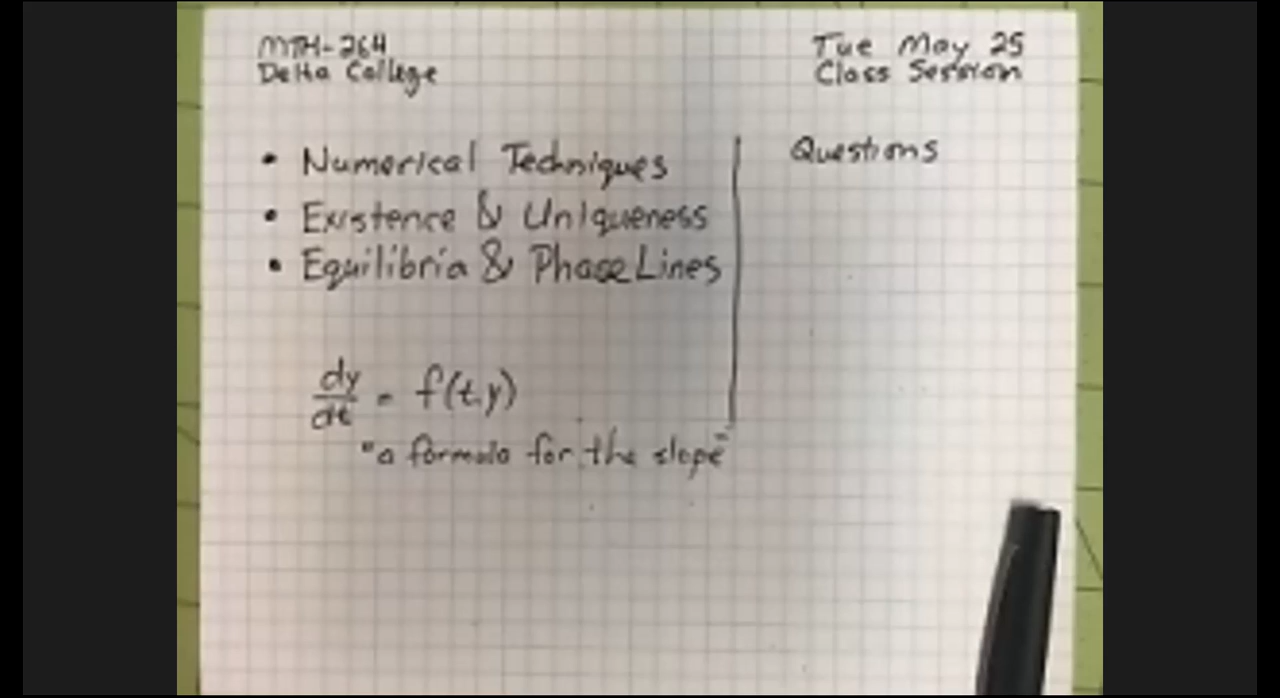 MTH-264
Delta College
Tue May 25
Class Session
• Numerical Techniques
• Existence & Uniqueness
• Equilibria & Phase Lines
Questions
dy/dt = f(t,y)
"a formula for the slope"